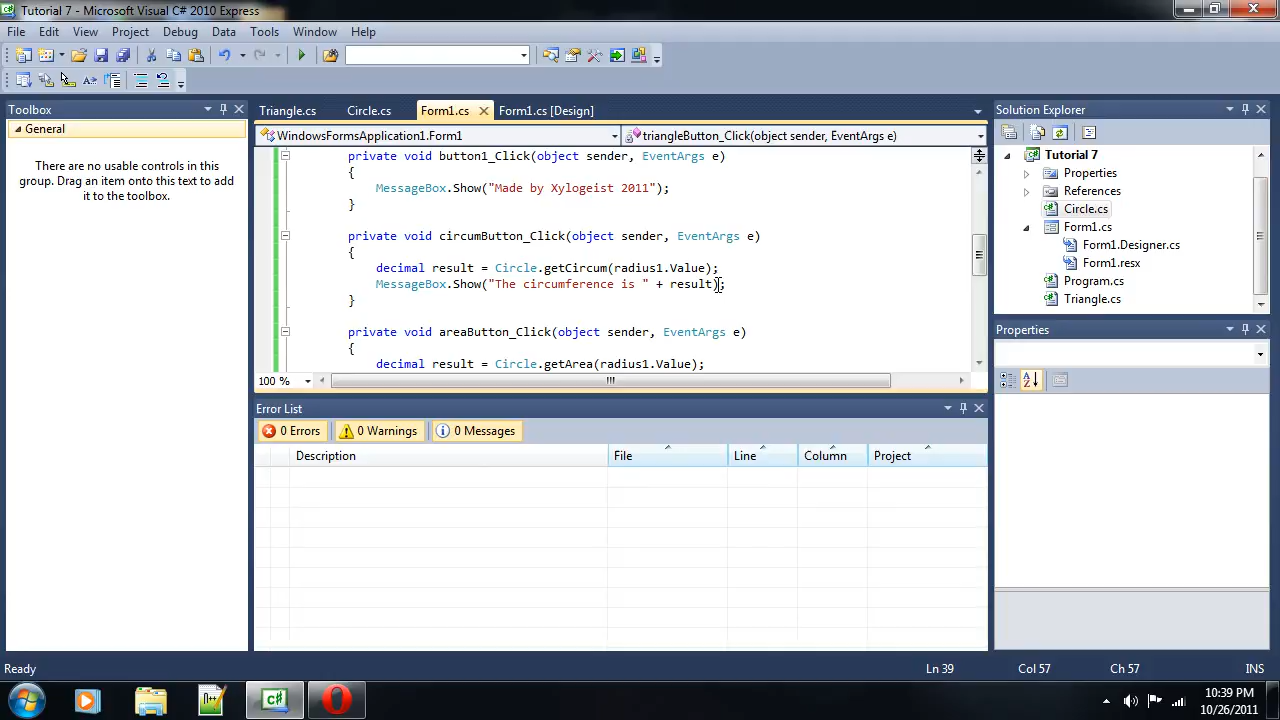 Tutorial 7 - Microsoft Visual C# 2010 Express
File Edit View Project Debug Data Tools Window Help
Toolbox
General
There are no usable controls in this
group. Drag an item onto this text to add
it to the toolbox.
Triangle.cs Circle.cs Form1.cs Form1.cs [Design]
WindowsFormsApplication1.Form1 triangleButton_Click(object sender, EventArgs e)
private void button1_Click(object sender, EventArgs e)
{
MessageBox.Show("Made by Xylogeist 2011");
}
private void circumButton_Click(object sender, EventArgs e)
{
decimal result = Circle.getCircum(radius1.Value);
MessageBox.Show("The circumference is " + result);
}
private void areaButton_Click(object sender, EventArgs e)
{
decimal result = Circle.getArea(radius1.Value);
100 %
Error List
0 Errors 0 Warnings 0 Messages
Description File Line Column Project
Solution Explorer
Tutorial 7
Properties
References
Circle.cs
Form1.cs
Form1.Designer.cs
Form1.resx
Program.cs
Triangle.cs
Properties
Ready Ln 39 Col 57 Ch 57 INS
10:39 PM
10/26/2011